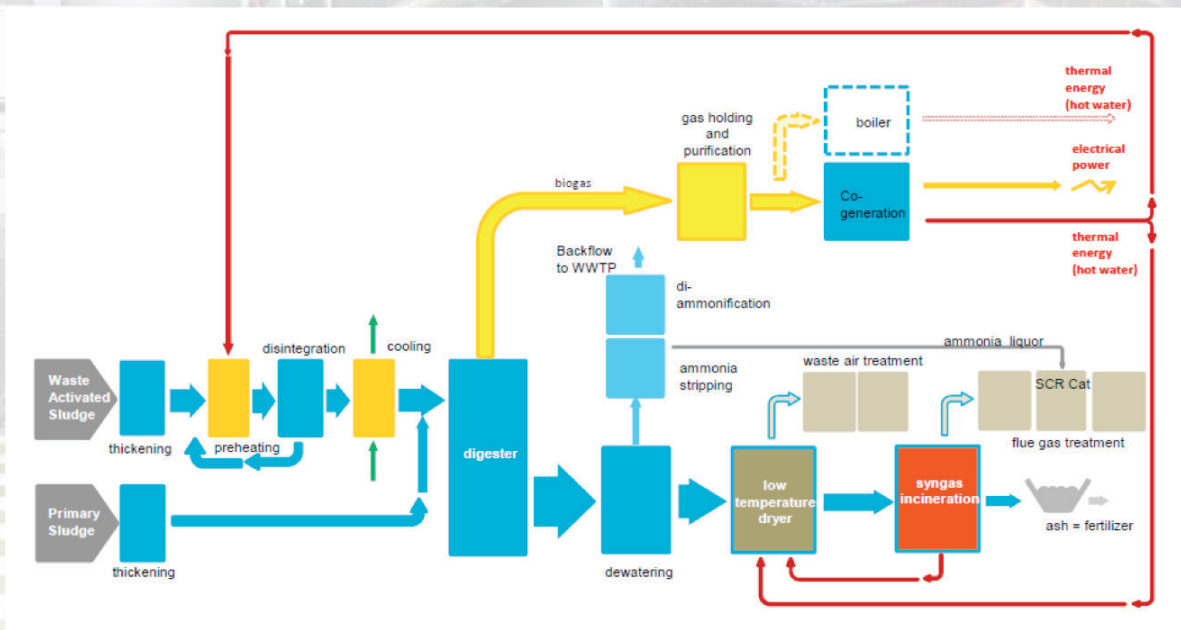 thermal
energy
(hot water)
gas holding
and
purification
boiler
electrical
power
biogas
Co-
generation
Backflow
to WWTP
thermal
energy
(hot water)
di-
ammonification
disintegration
cooling
ammonia liquor
waste air treatment
ammonia
stripping
SCR Cat
Waste
Activated
Sludge
thickening
preheating
flue gas treatment
digester
low
temperature
dryer
syngas
incineration
Primary
Sludge
ash = fertilizer
thickening
dewatering